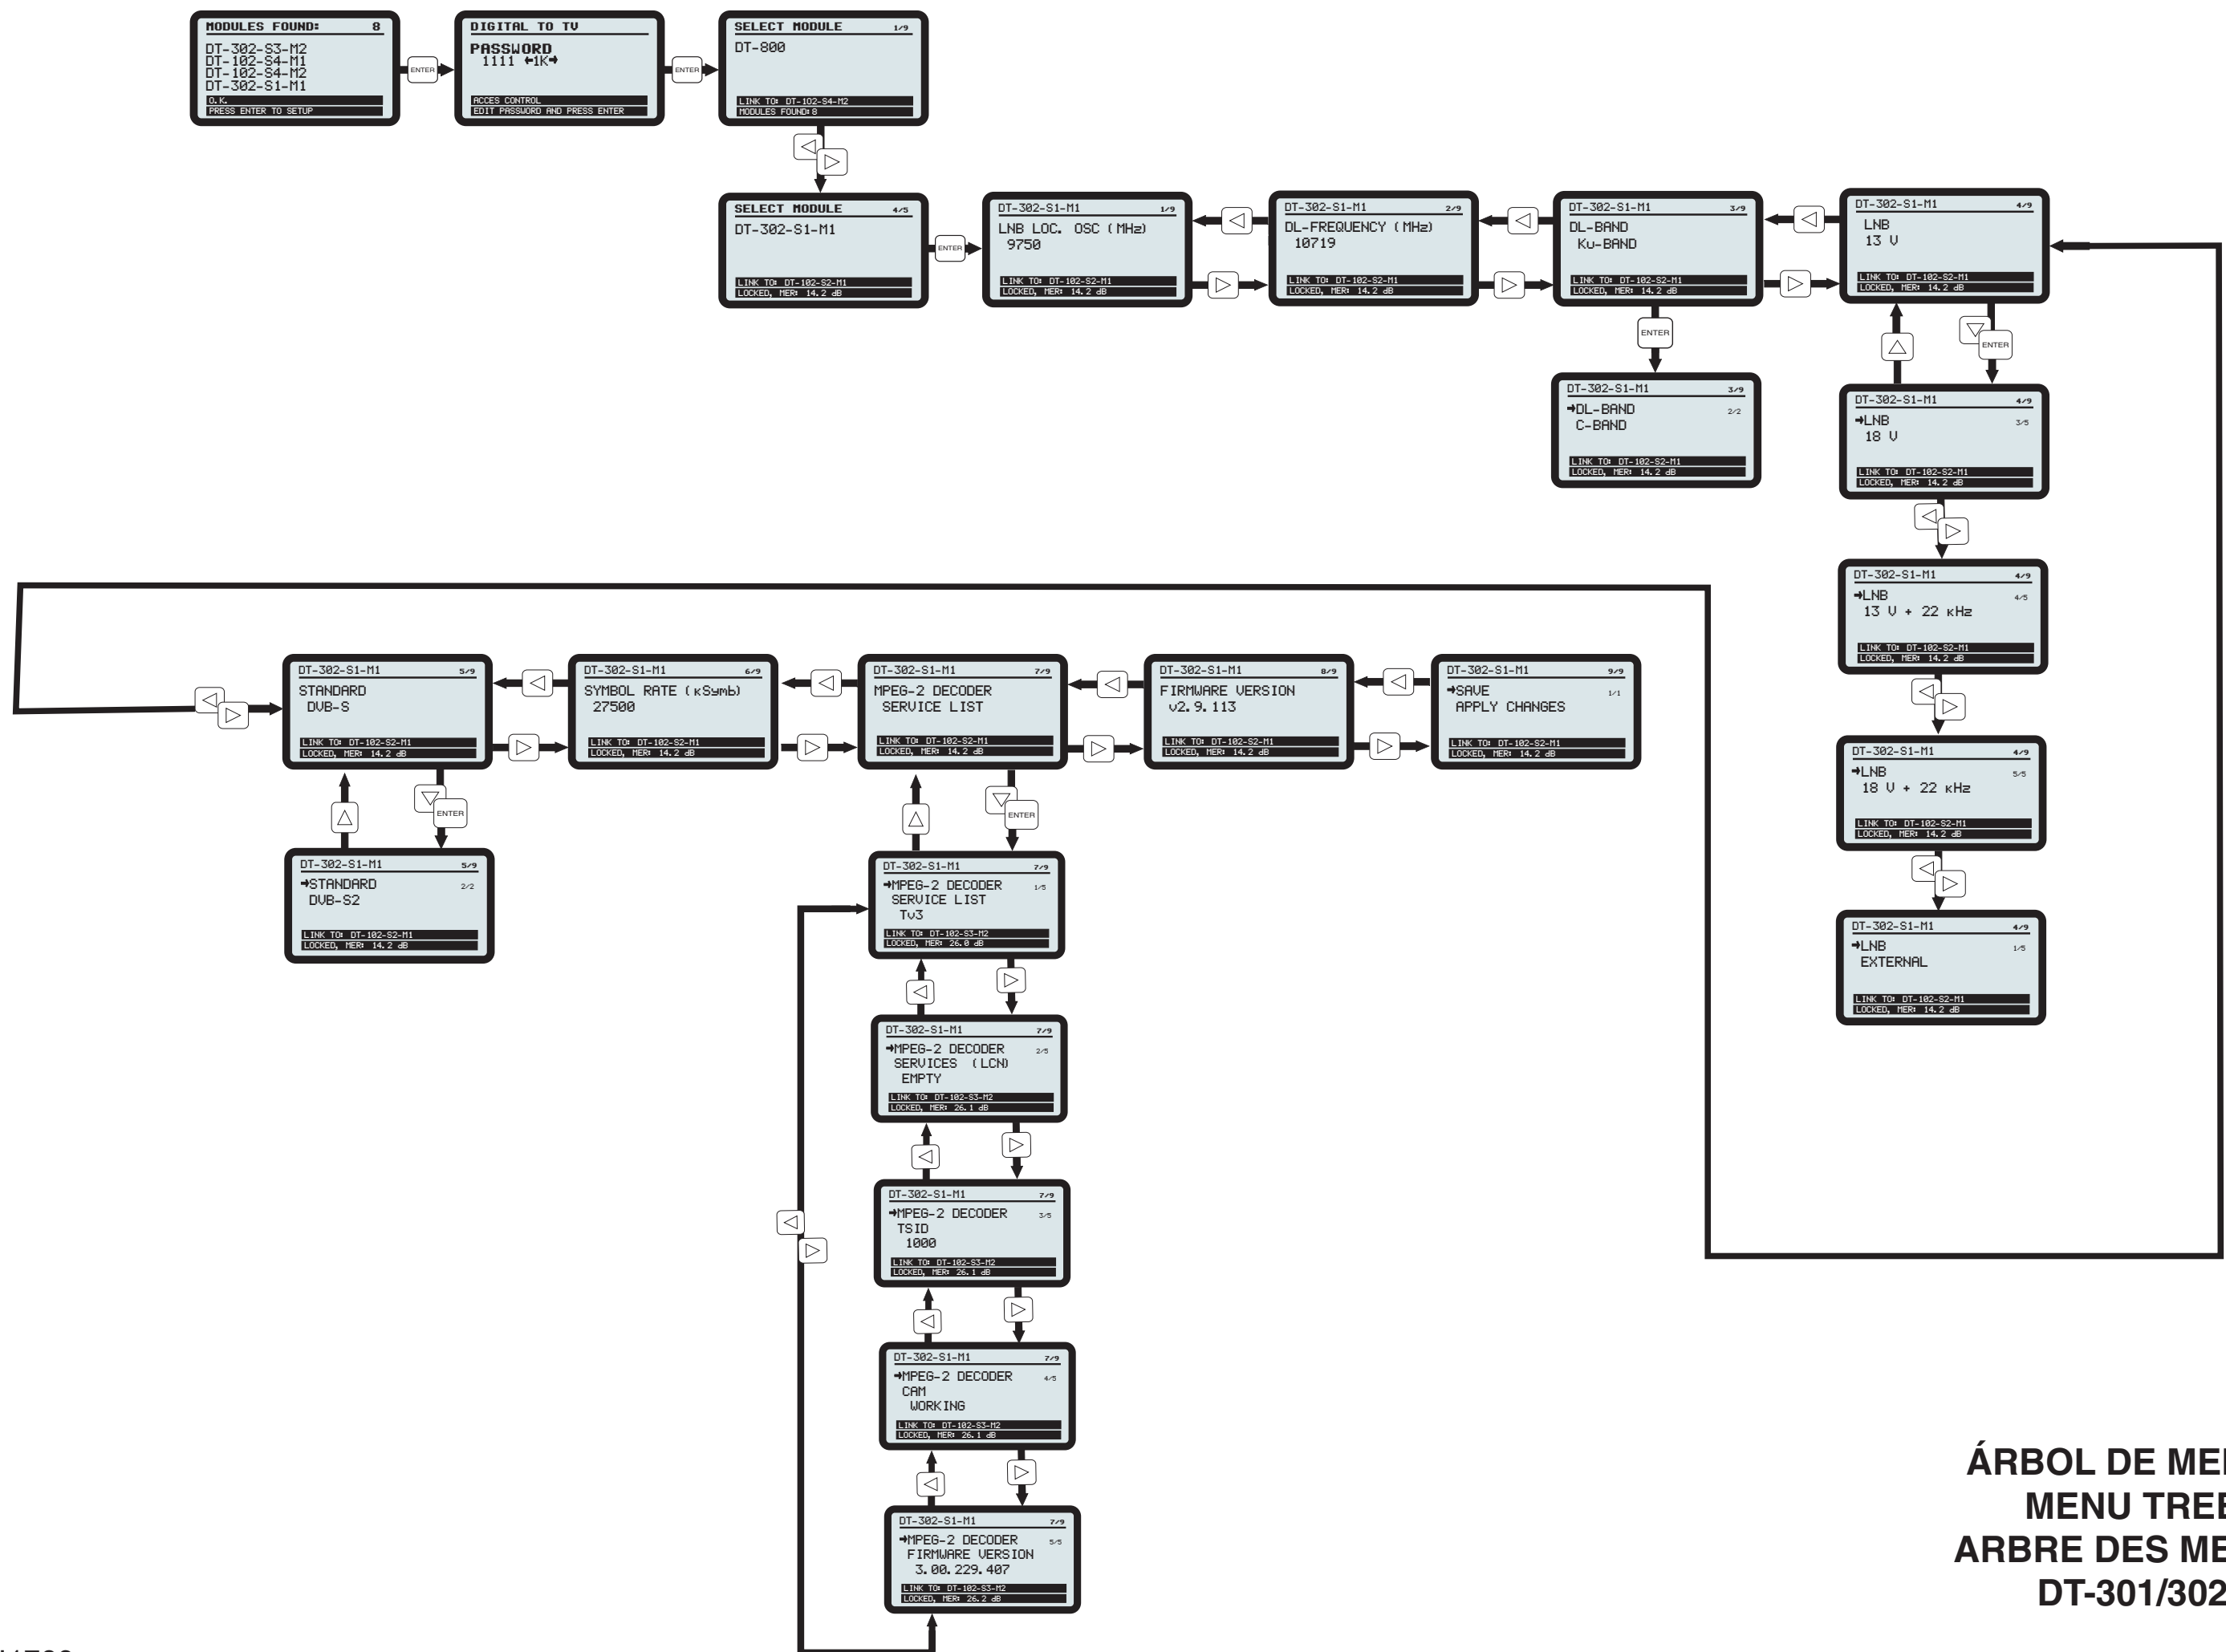 MODULES FOUND: 8
DT-302-S3-M2
DT-102-S4-M1
DT-102-S4-M2
DT-302-S1-M1
O.K.
PRESS ENTER TO SETUP
ENTER
DIGITAL TO TV
PASSWORD
1111 1K
ACCES CONTROL
EDIT PASSWORD AND PRESS ENTER
ENTER
SELECT MODULE 1/9
DT-800
LINK TO: DT-102-S4-M2
MODULES FOUND: 8
SELECT MODULE 4/5
DT-302-S1-M1
LINK TO: DT-102-S2-M1
LOCKED, MER: 14.2 dB
ENTER
DT-302-S1-M1 1/9
LNB LOC. OSC (MHz)
9750
LINK TO: DT-102-S2-M1
LOCKED, MER: 14.2 dB
DT-302-S1-M1 2/9
DL-FREQUENCY (MHz)
10719
LINK TO: DT-102-S2-M1
LOCKED, MER: 14.2 dB
DT-302-S1-M1 3/9
DL-BAND
Ku-BAND
LINK TO: DT-102-S2-M1
LOCKED, MER: 14.2 dB
DT-302-S1-M1 4/9
LNB
13 V
LINK TO: DT-102-S2-M1
LOCKED, MER: 14.2 dB
ENTER
ENTER
DT-302-S1-M1 3/9
➔DL-BAND 2/2
C-BAND
LINK TO: DT-102-S2-M1
LOCKED, MER: 14.2 dB
DT-302-S1-M1 4/9
➔LNB 3/5
18 V
LINK TO: DT-102-S2-M1
LOCKED, MER: 14.2 dB
DT-302-S1-M1 4/9
➔LNB 4/5
13 V + 22 kHz
LINK TO: DT-102-S2-M1
LOCKED, MER: 14.2 dB
DT-302-S1-M1 4/9
➔LNB 5/5
18 V + 22 kHz
LINK TO: DT-102-S2-M1
LOCKED, MER: 14.2 dB
DT-302-S1-M1 4/9
➔LNB 1/5
EXTERNAL
LINK TO: DT-102-S2-M1
LOCKED, MER: 14.2 dB
DT-302-S1-M1 5/9
STANDARD
DVB-S
LINK TO: DT-102-S2-M1
LOCKED, MER: 14.2 dB
DT-302-S1-M1 6/9
SYMBOL RATE (kSymb)
27500
LINK TO: DT-102-S2-M1
LOCKED, MER: 14.2 dB
DT-302-S1-M1 7/9
MPEG-2 DECODER
SERVICE LIST
LINK TO: DT-102-S2-M1
LOCKED, MER: 14.2 dB
DT-302-S1-M1 8/9
FIRMWARE VERSION
v2.9.113
LINK TO: DT-102-S2-M1
LOCKED, MER: 14.2 dB
DT-302-S1-M1 9/9
➔SAVE 1/1
APPLY CHANGES
LINK TO: DT-102-S2-M1
LOCKED, MER: 14.2 dB
ENTER
ENTER
DT-302-S1-M1 5/9
➔STANDARD 2/2
DVB-S2
LINK TO: DT-102-S2-M1
LOCKED, MER: 14.2 dB
DT-302-S1-M1 7/9
➔MPEG-2 DECODER 1/5
SERVICE LIST
Tv3
LINK TO: DT-102-S3-M2
LOCKED, MER: 26.0 dB
DT-302-S1-M1 7/9
➔MPEG-2 DECODER 2/5
SERVICES (LCN)
EMPTY
LINK TO: DT-102-S3-M2
LOCKED, MER: 26.1 dB
DT-302-S1-M1 7/9
➔MPEG-2 DECODER 3/5
TSID
1000
LINK TO: DT-102-S3-M2
LOCKED, MER: 26.1 dB
DT-302-S1-M1 7/9
➔MPEG-2 DECODER 4/5
CAM
WORKING
LINK TO: DT-102-S3-M2
LOCKED, MER: 26.1 dB
DT-302-S1-M1 7/9
➔MPEG-2 DECODER 5/5
FIRMWARE VERSION
3.00.229.407
LINK TO: DT-102-S3-M2
LOCKED, MER: 26.2 dB
ÁRBOL DE
MENU TREE
ARBRE DES
DT-301/302